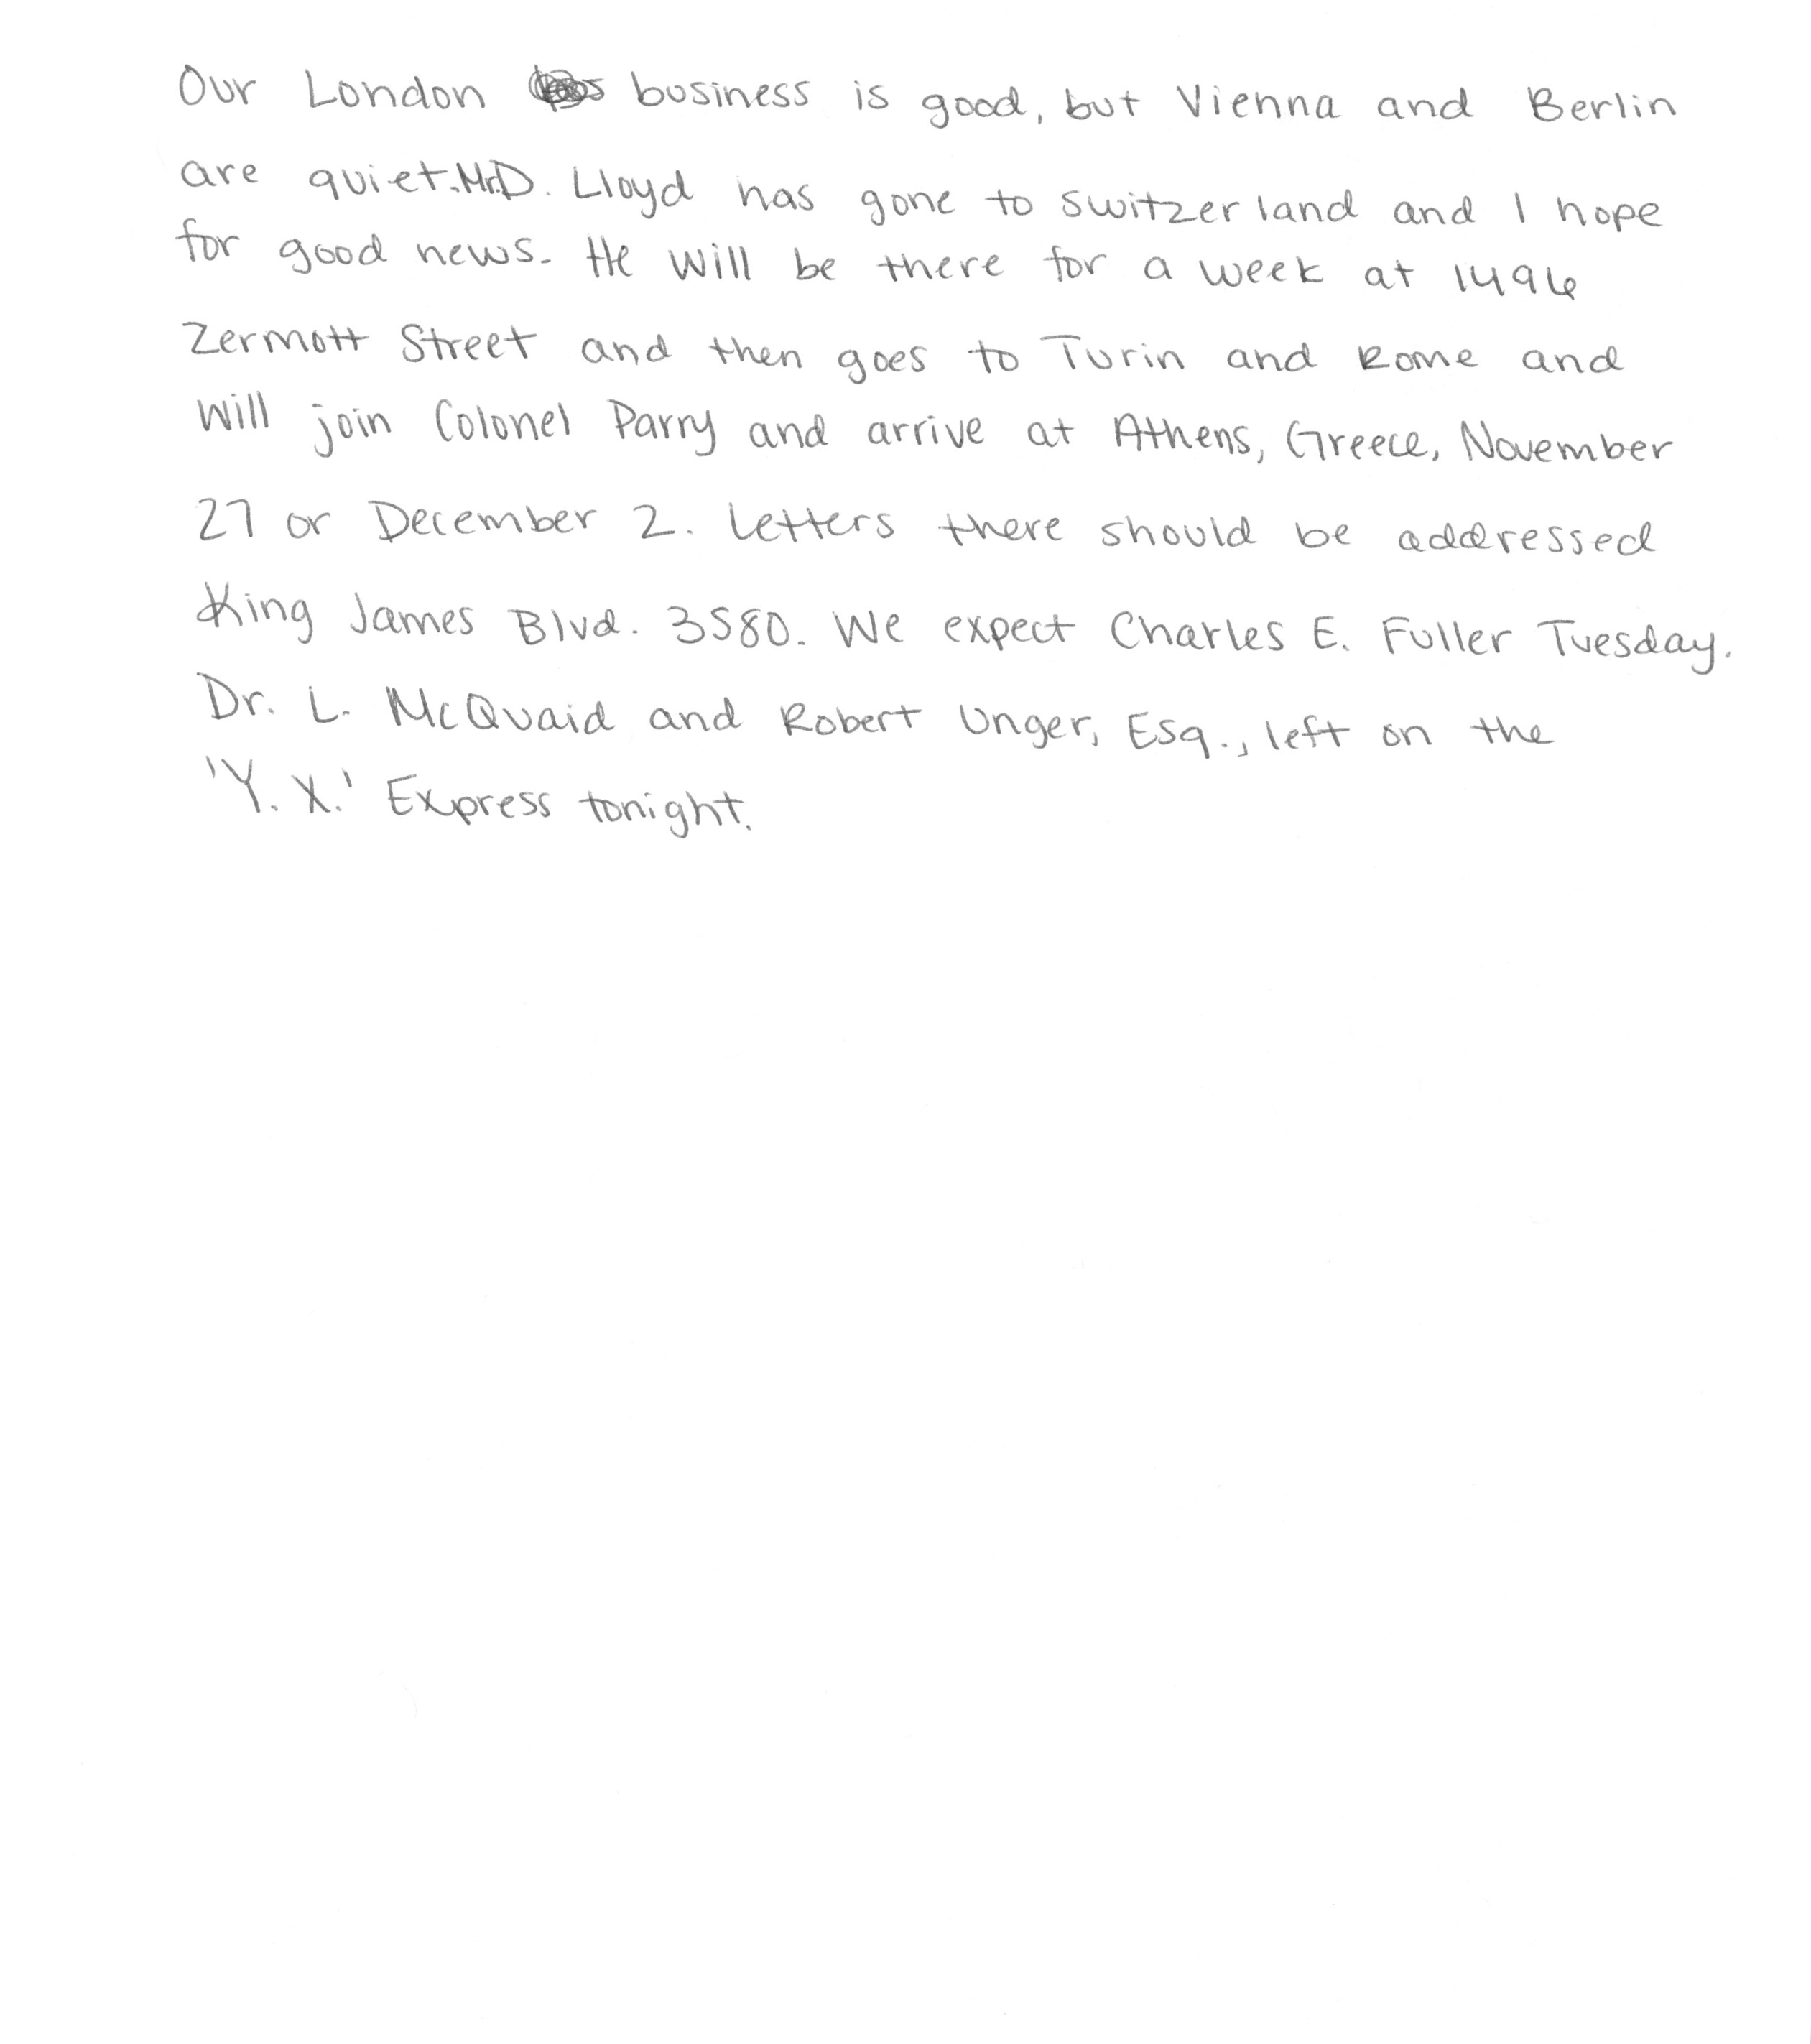 Our London business is good, but Vienna and Berlin
are quiet. Mr. D. Lloyd has gone to Switzerland and I hope
for good news. He will be there for a week at 1496
Zermott Street and then goes to Turin and Rome and
will join Colonel Parry and arrive at Athens, Greece, November
27 or December 2. Letters there should be addressed
King James Blvd. 3580. We expect Charles E. Fuller Tuesday.
Dr. L. McQuaid and Robert Unger, Esq., left on the
'Y. X.' Express tonight.